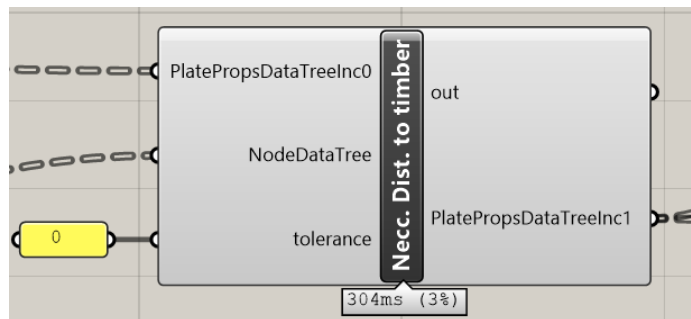 PlatePropsDataTreeInc0
NodeDataTree
0
tolerance
Necc. Dist. to timber
out
PlatePropsDataTreeInc1
304ms (3%)